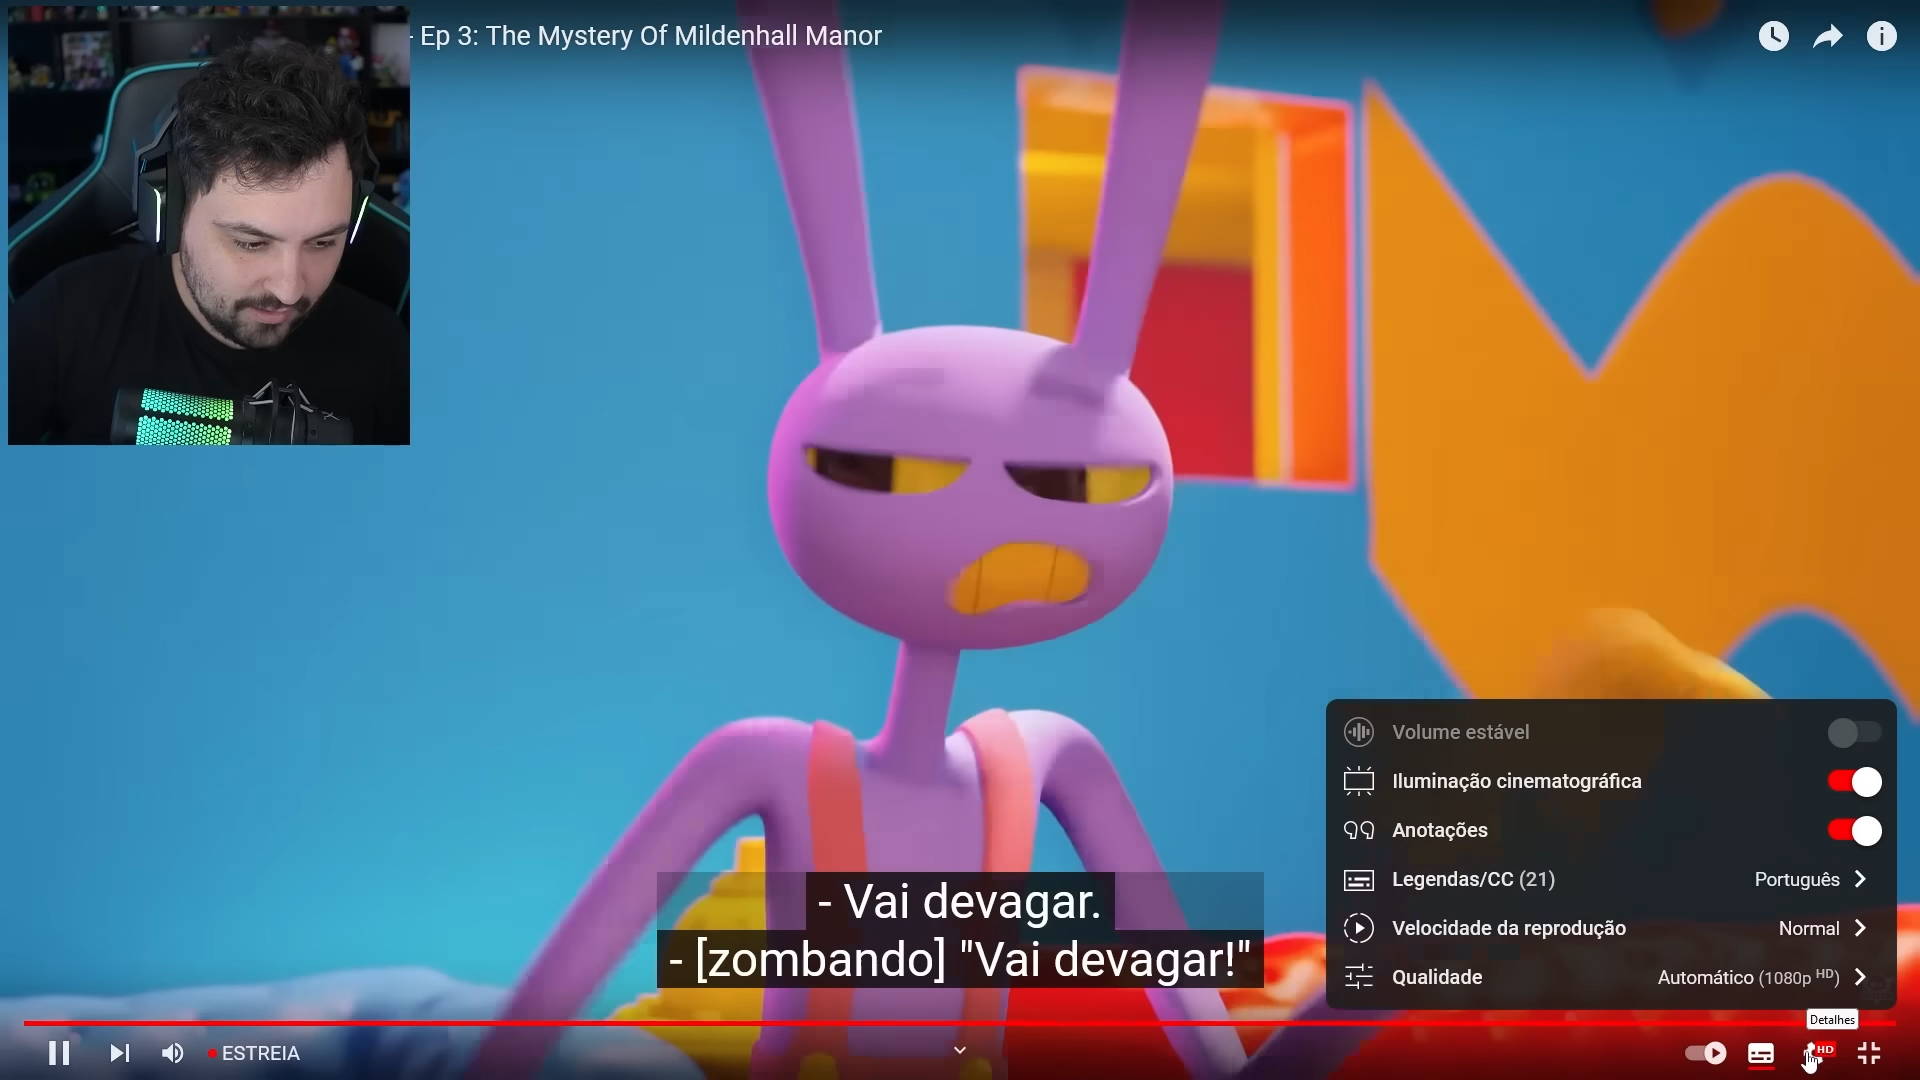 - Ep 3: The Mystery Of Mildenhall Manor
- Vai devagar.
- [zombando] "Vai devagar!"
Volume estável
Iluminação cinematográfica
Anotações
Legendas/CC (21) Português
Velocidade da reprodução Normal
Qualidade Automático (1080p HD)
Detalhes
ESTREIA
HD